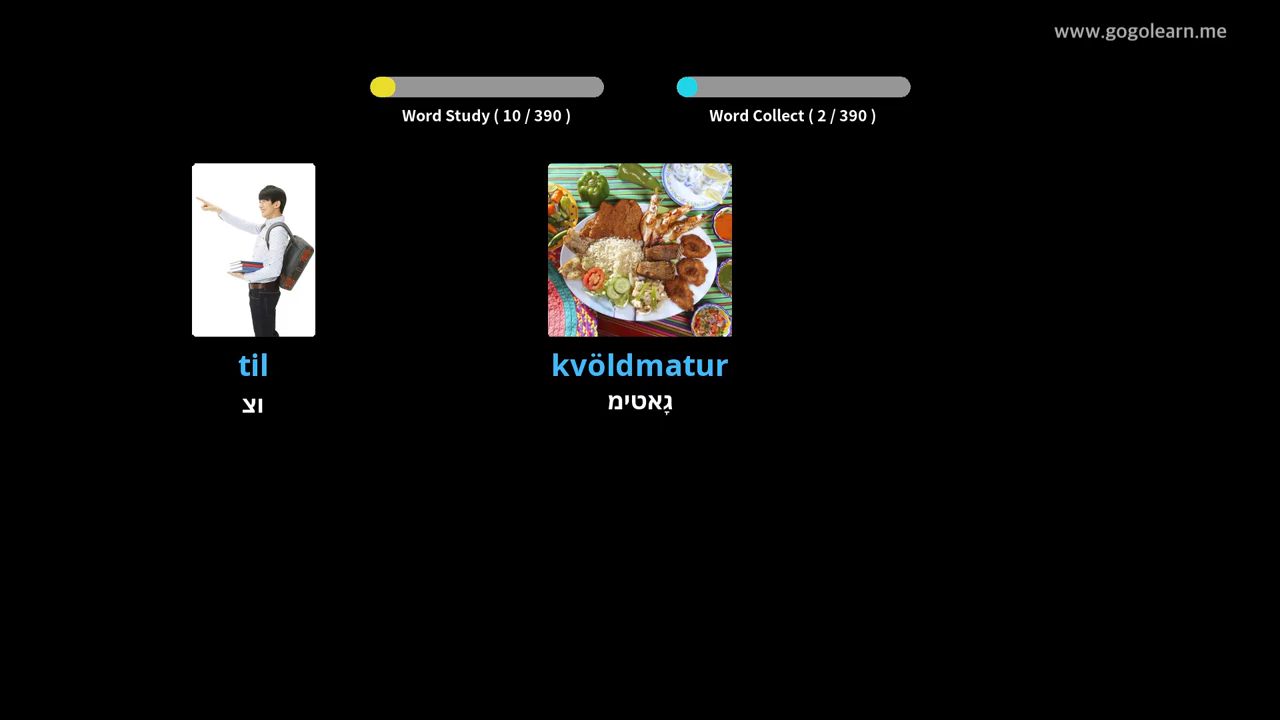 www.gogolearn.me
Word Study ( 10 / 390 )
Word Collect ( 2 / 390 )
til
וצ
kvöldmatur
גָאטימ